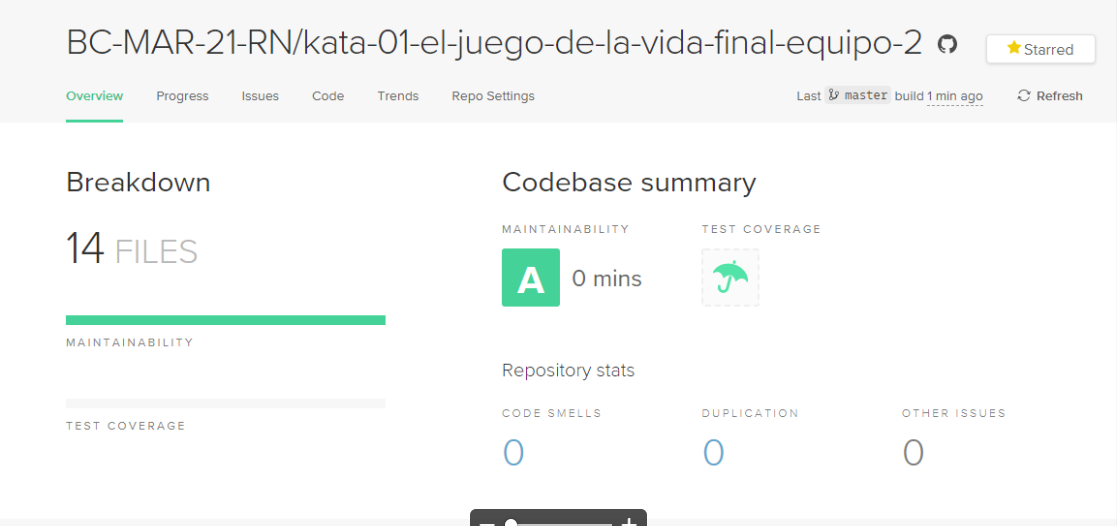 BC-MAR-21-RN/kata-01-el-juego-de-la-vida-final-equipo-2
Starred
Overview Progress Issues Code Trends Repo Settings
Last master build 1 min ago Refresh
Breakdown
14 FILES
MAINTAINABILITY
TEST COVERAGE
Codebase summary
MAINTAINABILITY TEST COVERAGE
A 0 mins
Repository stats
CODE SMELLS DUPLICATION OTHER ISSUES
0 0 0